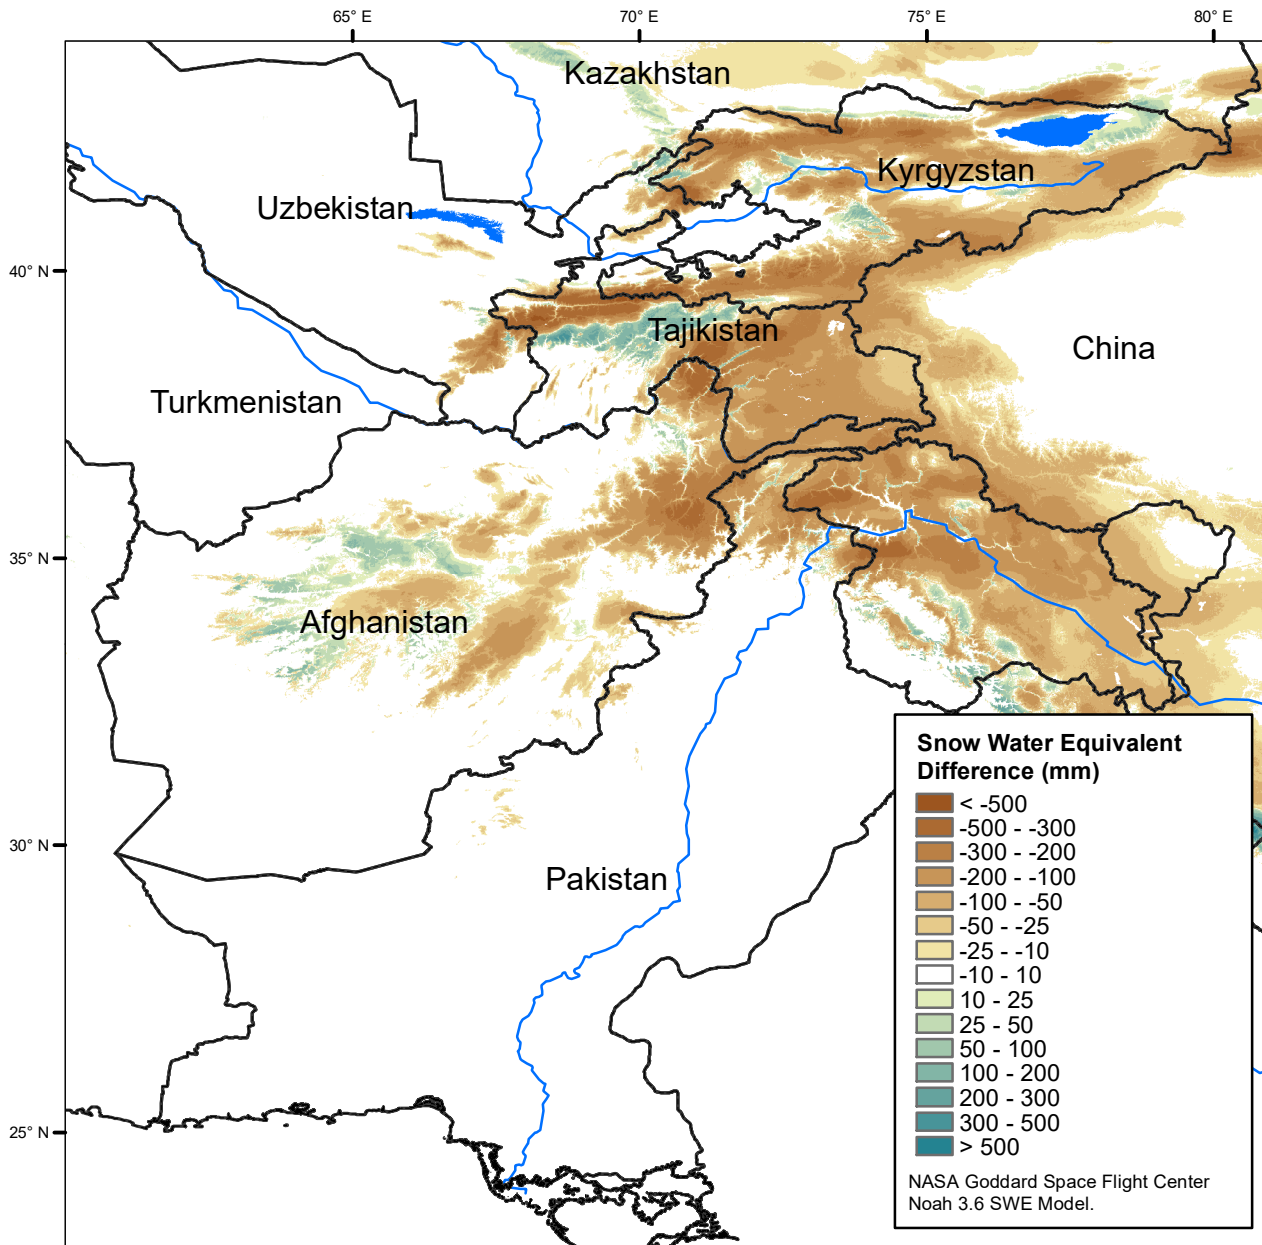 65° E
70° E
75° E
80° E
Kazakhstan
Kyrgyzstan
Uzbekistan
40° N
Tajikistan
China
Turkmenistan
35° N
Afghanistan
30° N
Pakistan
25° N
Snow Water Equivalent
Difference (mm)
< -500
-500 - -300
-300 - -200
-200 - -100
-100 - -50
-50 - -25
-25 - -10
-10 - 10
10 - 25
25 - 50
50 - 100
100 - 200
200 - 300
300 - 500
> 500
NASA Goddard Space Flight Center
Noah 3.6 SWE Model.